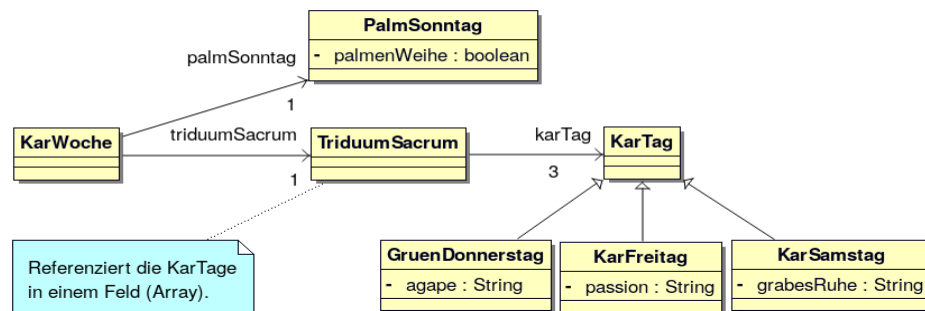 PalmSonntag
- palmenWeihe : boolean
palmSonntag
1
KarWoche
triduumSacrum
1
TriduumSacrum
karTag
3
KarTag
Referenziert die KarTage
in einem Feld (Array).
GruenDonnerstag
- agape : String
KarFreitag
- passion : String
KarSamstag
- grabesRuhe : String